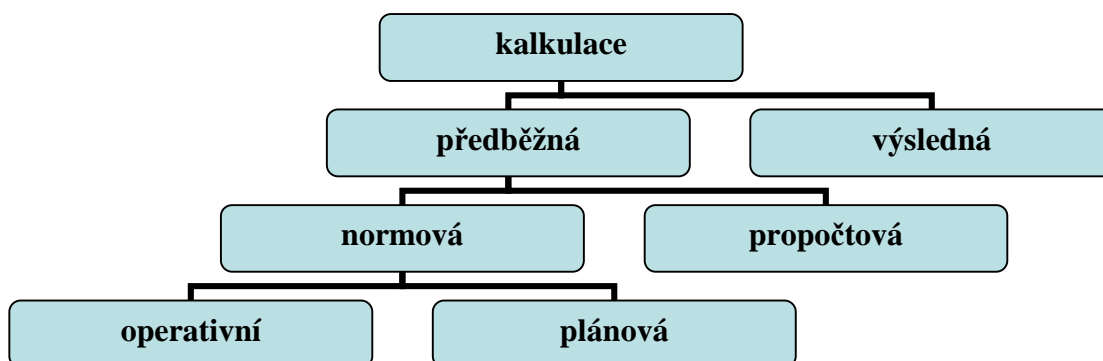 kalkulace
předběžná
výsledná
normová
propočtová
operativní
plánová